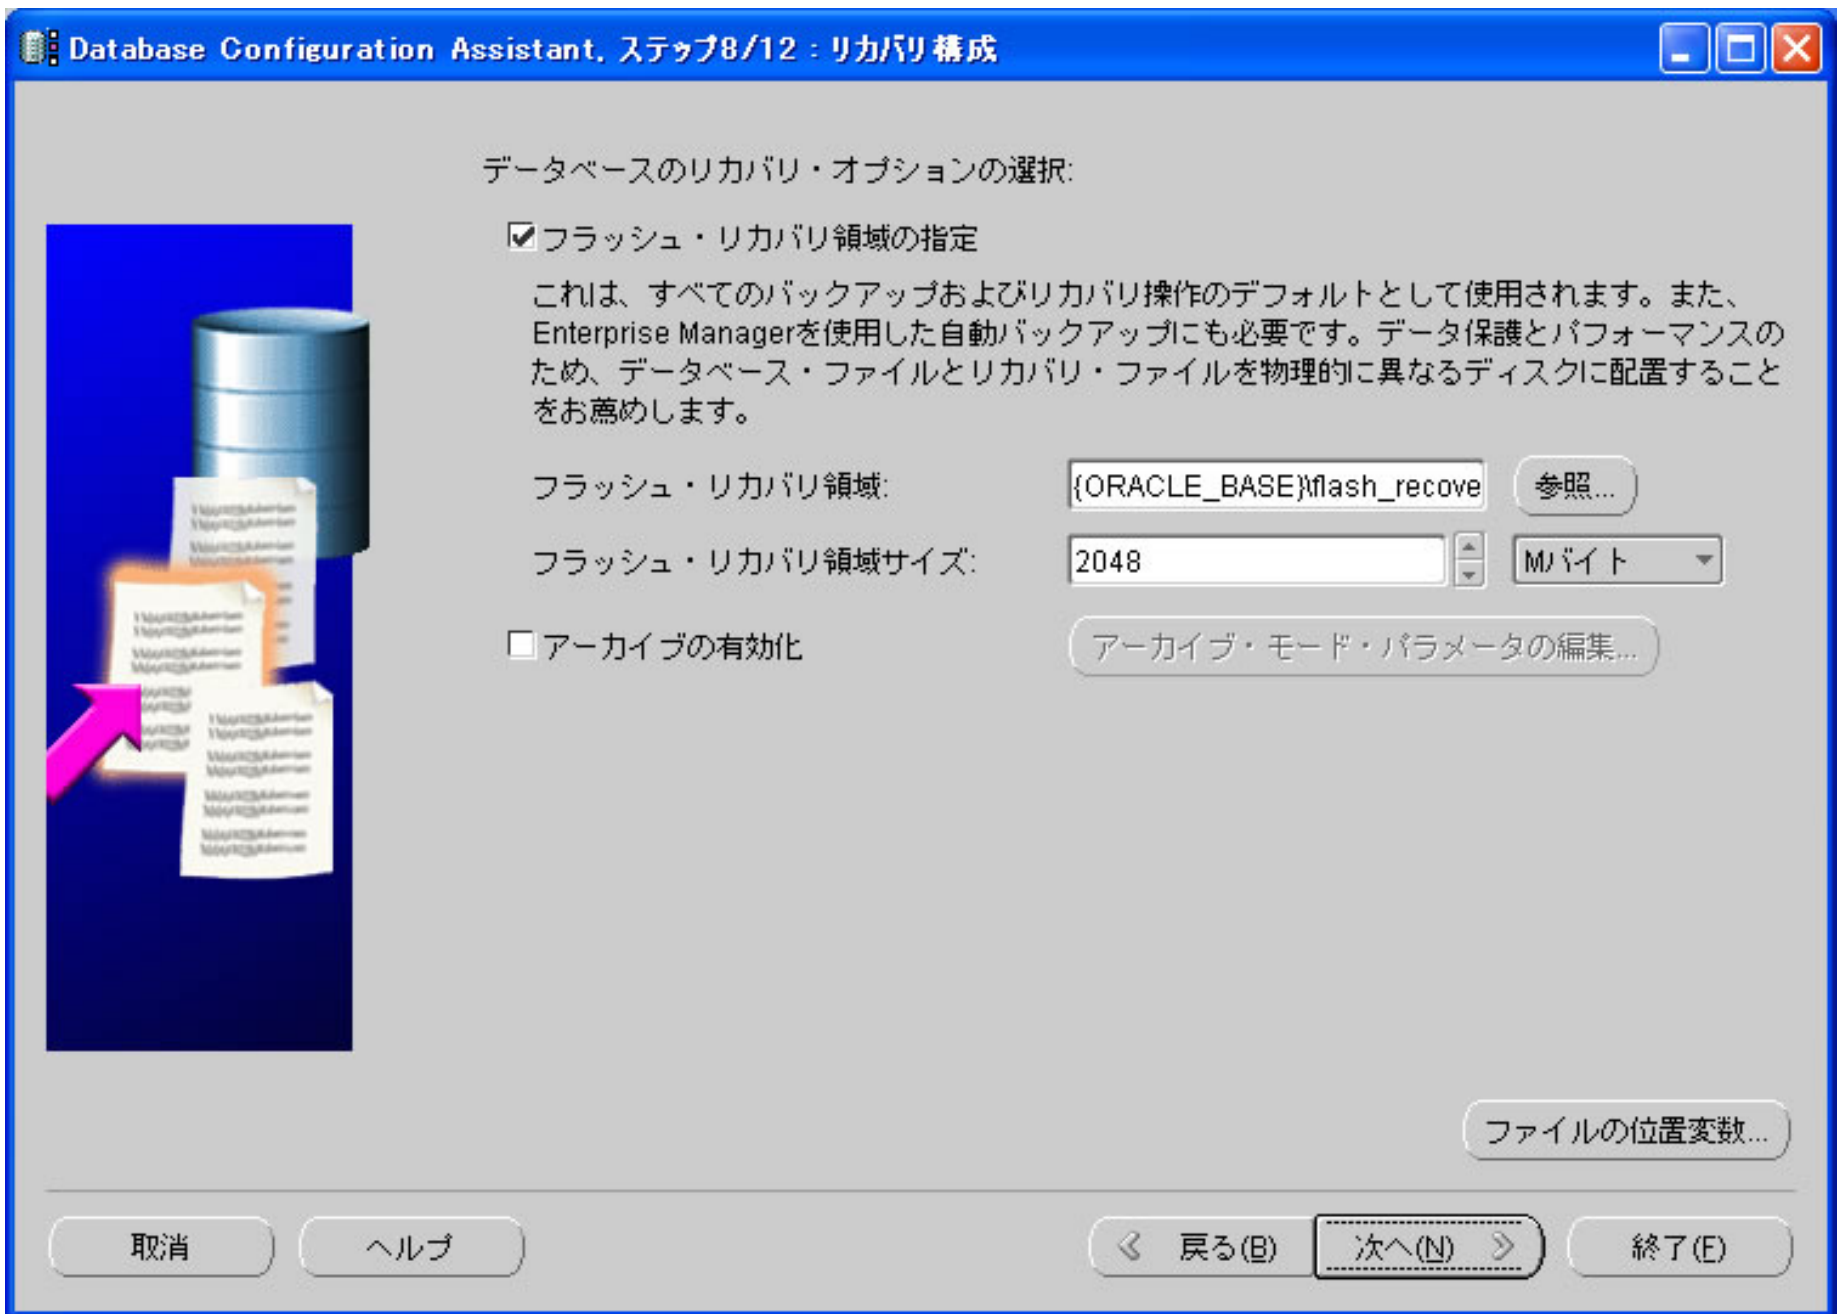 Database Configuration Assistant, ステップ8/12 : リカバリ構成
データベースのリカバリ・オプションの選択:
フラッシュ・リカバリ領域の指定
これは、すべてのバックアップおよびリカバリ操作のデフォルトとして使用されます。また、
Enterprise Managerを使用した自動バックアップにも必要です。データ保護とパフォーマンスの
ため、データベース・ファイルとリカバリ・ファイルを物理的に異なるディスクに配置すること
をお薦めします。
フラッシュ・リカバリ領域: {ORACLE_BASE}\flash_recove 参照...
フラッシュ・リカバリ領域サイズ: 2048 Mバイト
アーカイブの有効化 アーカイブ・モード・パラメータの編集...
ファイルの位置変数...
取消 ヘルプ 戻る(B) 次へ(N) 終了(F)